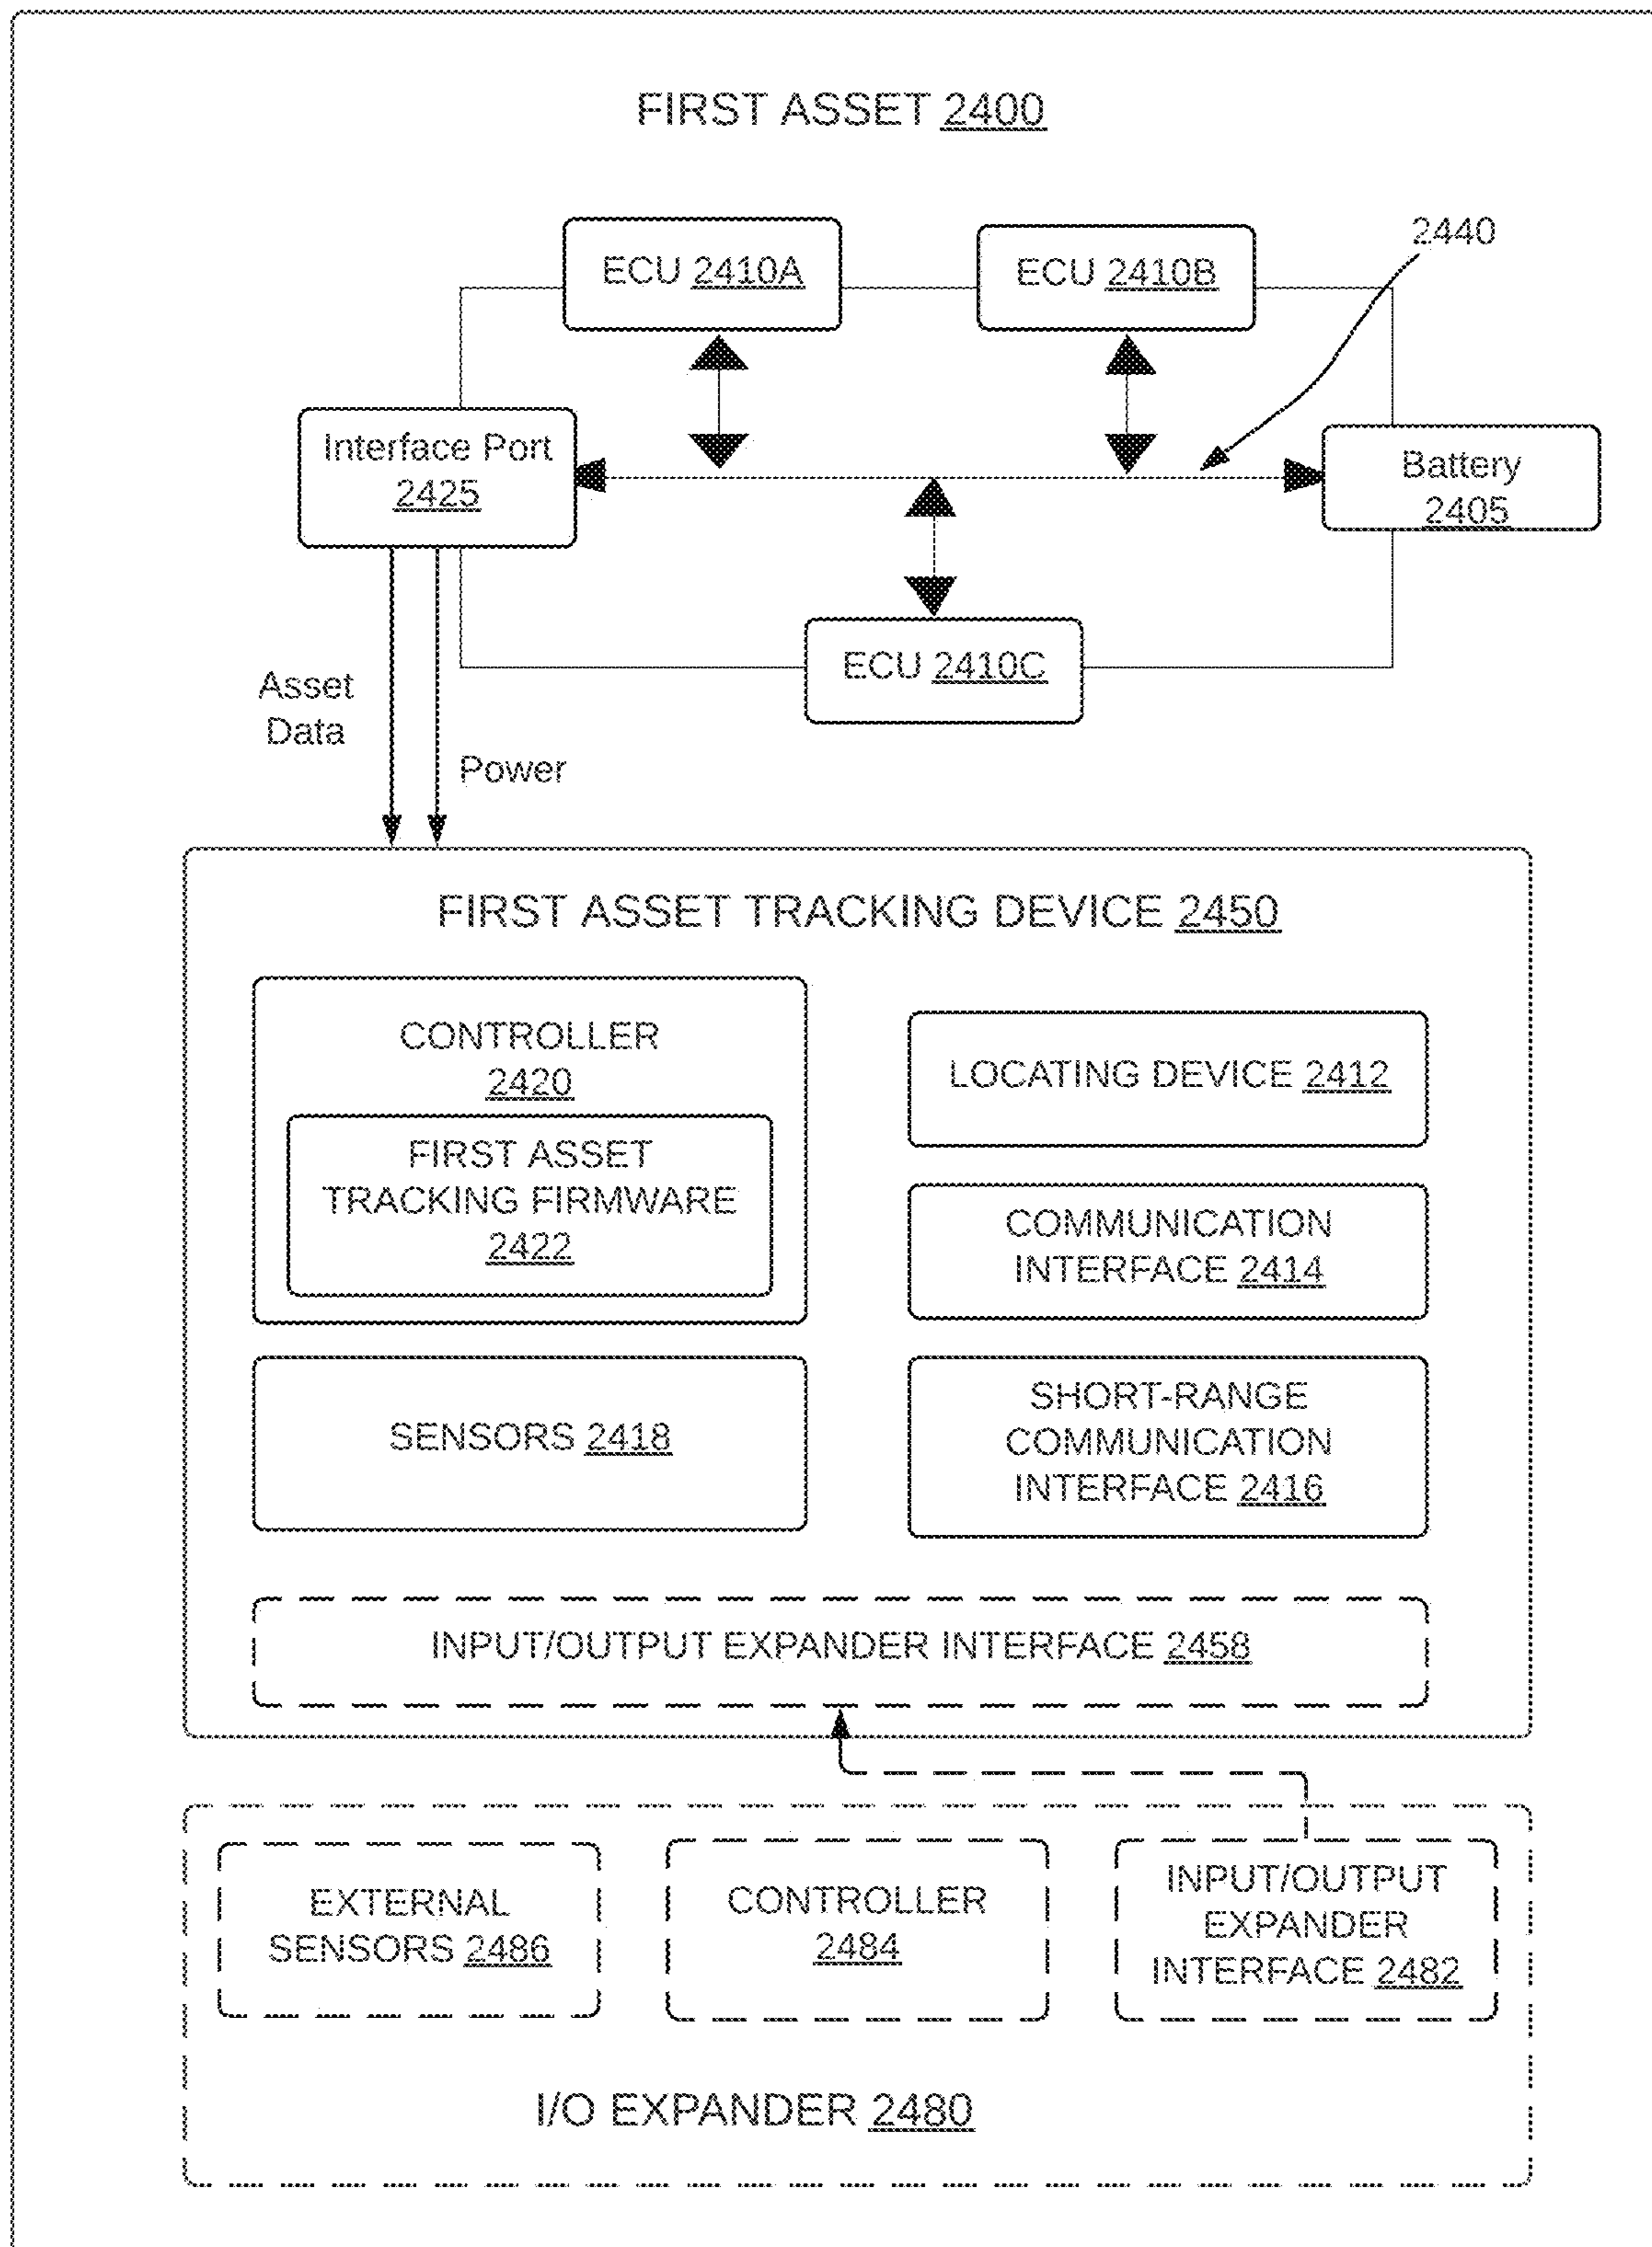 FIRST ASSET 2400
2440
ECU 2410A
ECU 2410B
Interface Port
2425
Battery
2405
ECU 2410C
Asset
Data
Power
FIRST ASSET TRACKING DEVICE 2450
CONTROLLER
2420
FIRST ASSET
TRACKING FIRMWARE
2422
LOCATING DEVICE 2412
COMMUNICATION
INTERFACE 2414
SENSORS 2418
SHORT-RANGE
COMMUNICATION
INTERFACE 2416
INPUT/OUTPUT EXPANDER INTERFACE 2458
EXTERNAL
SENSORS 2486
CONTROLLER
2484
INPUT/OUTPUT
EXPANDER
INTERFACE 2482
I/O EXPANDER 2480